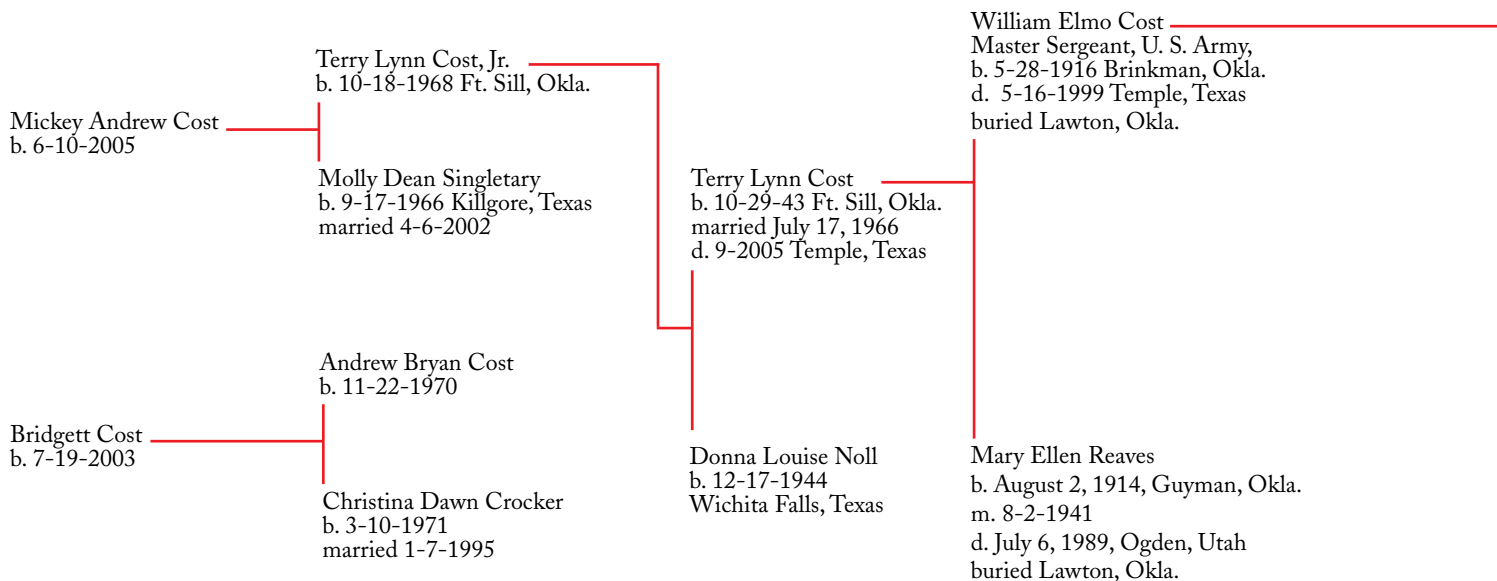 Mickey Andrew Cost
b. 6-10-2005
Bridgett Cost
b. 7-19-2003
Terry Lynn Cost, Jr.
b. 10-18-1968 Ft. Sill, Okla.
Molly Dean Singletary
b. 9-17-1966 Killgore, Texas
married 4-6-2002
Andrew Bryan Cost
b. 11-22-1970
Christina Dawn Crocker
b. 3-10-1971
married 1-7-1995
Terry Lynn Cost
b. 10-29-43 Ft. Sill, Okla.
married July 17, 1966
d. 9-2005 Temple, Texas
Donna Louise Noll
b. 12-17-1944
Wichita Falls, Texas
William Elmo Cost
Master Sergeant, U. S. Army,
b. 5-28-1916 Brinkman, Okla.
d. 5-16-1999 Temple, Texas
buried Lawton, Okla.
Mary Ellen Reaves
b. August 2, 1914, Guyman, Okla.
m. 8-2-1941
d. July 6, 1989, Ogden, Utah
buried Lawton, Okla.